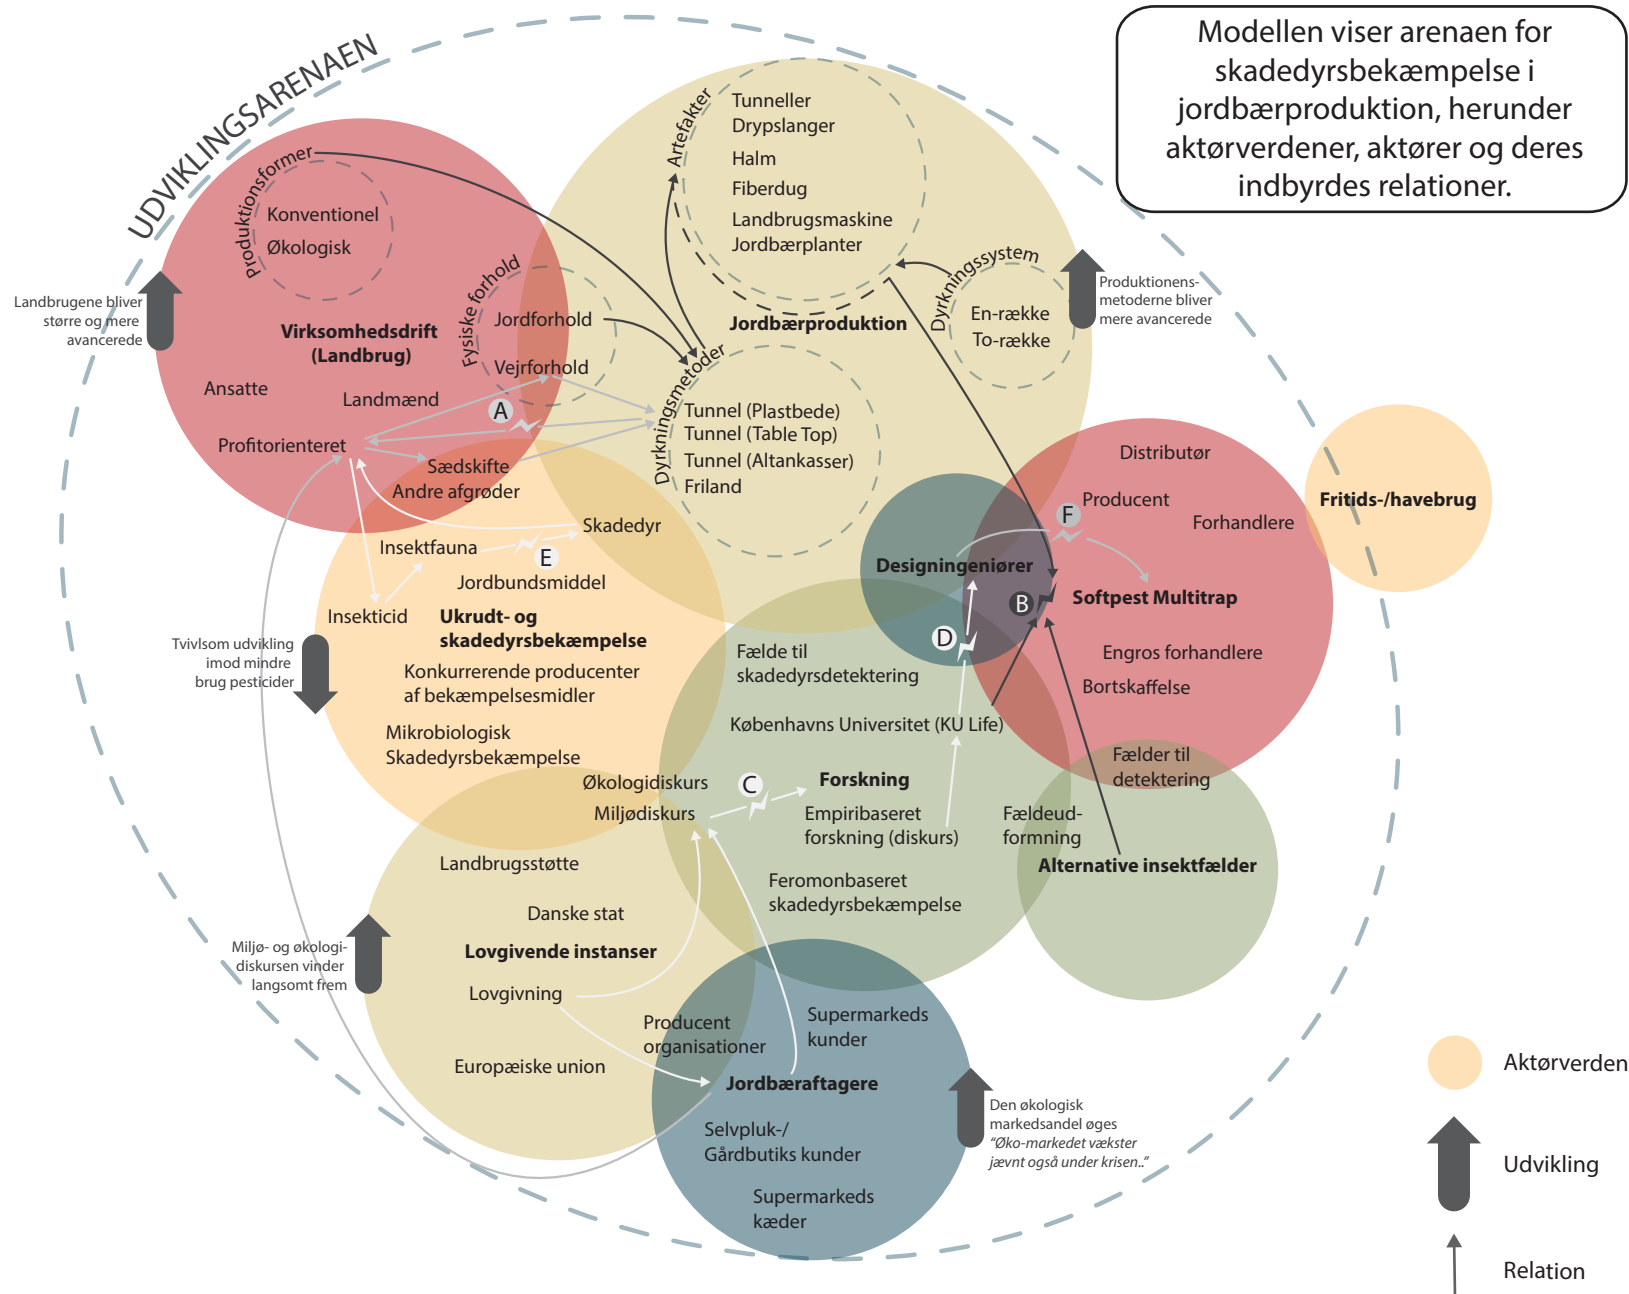 UDVIKLINGSARENAEN
Modellen viser arenaen for
skadedyrsbekæmpelse i
jordbærproduktion, herunder
aktørverdener, aktører og deres
indbyrdes relationer.
Produktionsformer
Konventionel
Økologisk
Landbrugene bliver
større og mere
avancerede
Virksomhedsdrift
(Landbrug)
Ansatte
Landmænd
Profitorienteret
Sædskifte
Andre afgrøder
Fysiske forhold
Jordforhold
Vejrforhold
A
Artefakter
Tunneller
Drypslanger
Halm
Fiberdug
Landbrugsmaskine
Jordbærplanter
Jordbærproduktion
Dyrkningssystem
En-række
To-række
Produktionens-
metoderne bliver
mere avancerede
Dyrkningsmetoder
Tunnel (Plastbede)
Tunnel (Table Top)
Tunnel (Altankasser)
Friland
Skadedyr
Insektfauna
E
Jordbundsmiddel
Insekticid
Ukrudt- og
skadedyrsbekæmpelse
Tvivlsom udvikling
imod mindre
brug pesticider
Konkurrerende producenter
af bekæmpelsesmidler
Mikrobiologisk
Skadedyrsbekæmpelse
Designingeniører
Distributør
Producent
F
Forhandlere
B
Softpest Multitrap
Engros forhandlere
Bortskaffelse
Fritids-/havebrug
D
Fælde til
skadedyrsdetektering
Københavns Universitet (KU Life)
Fælder til
detektering
Økologidiskurs
Miljødiskurs
C
Forskning
Empiribaseret
forskning (diskurs)
Feromonbaseret
skadedyrsbekæmpelse
Fældeud-
formning
Alternative insektfælder
Landbrugsstøtte
Danske stat
Lovgivende instanser
Miljø- og økologi-
diskursen vinder
langsomt frem
Lovgivning
Europæiske union
Producent
organisationer
Supermarkeds
kunder
Jordbæraftagere
Selvpluk-/
Gårdbutiks kunder
Supermarkeds
kæder
Den økologisk
markedsandel øges
“Øko-markedet vækster
jævnt også under krisen..”
Aktørverden
Udvikling
Relation